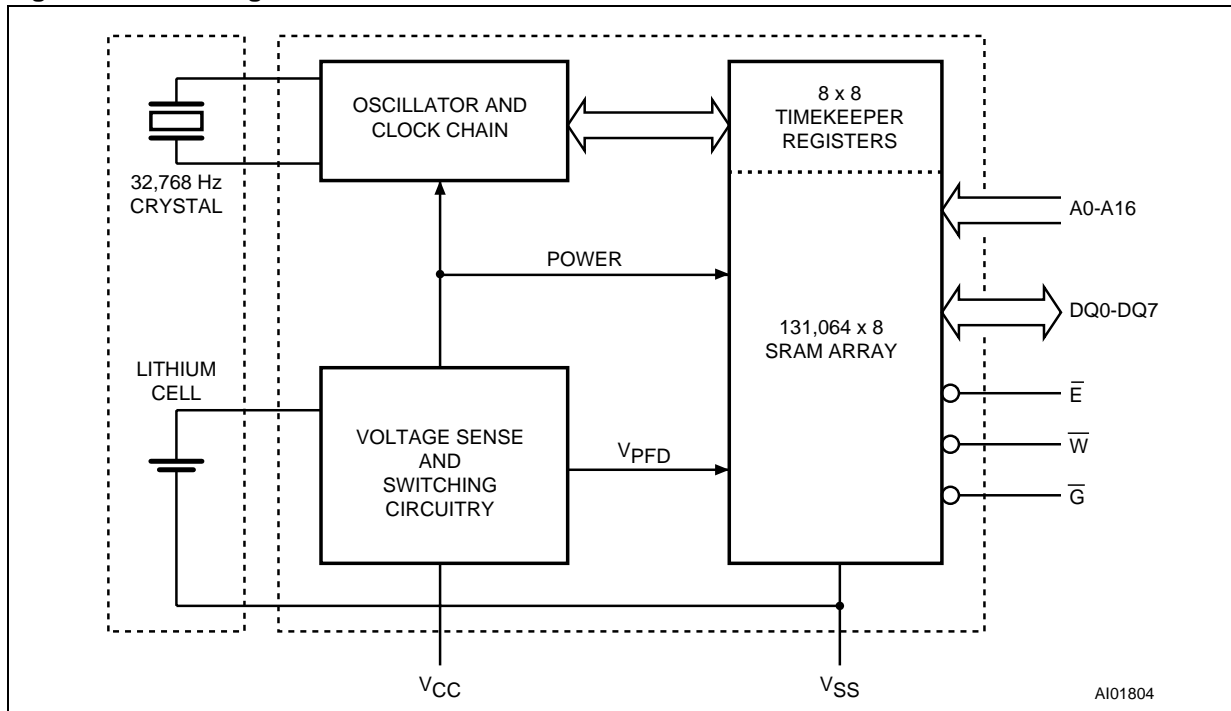 OSCILLATOR AND
CLOCK CHAIN
8 x 8
TIMEKEEPER
REGISTERS
32,768 Hz
CRYSTAL
A0-A16
POWER
DQ0-DQ7
131,064 x 8
SRAM ARRAY
LITHIUM
CELL
E̅
VOLTAGE SENSE
AND
SWITCHING
CIRCUITRY
VPFD
W̅
G̅
VCC
VSS
AI01804